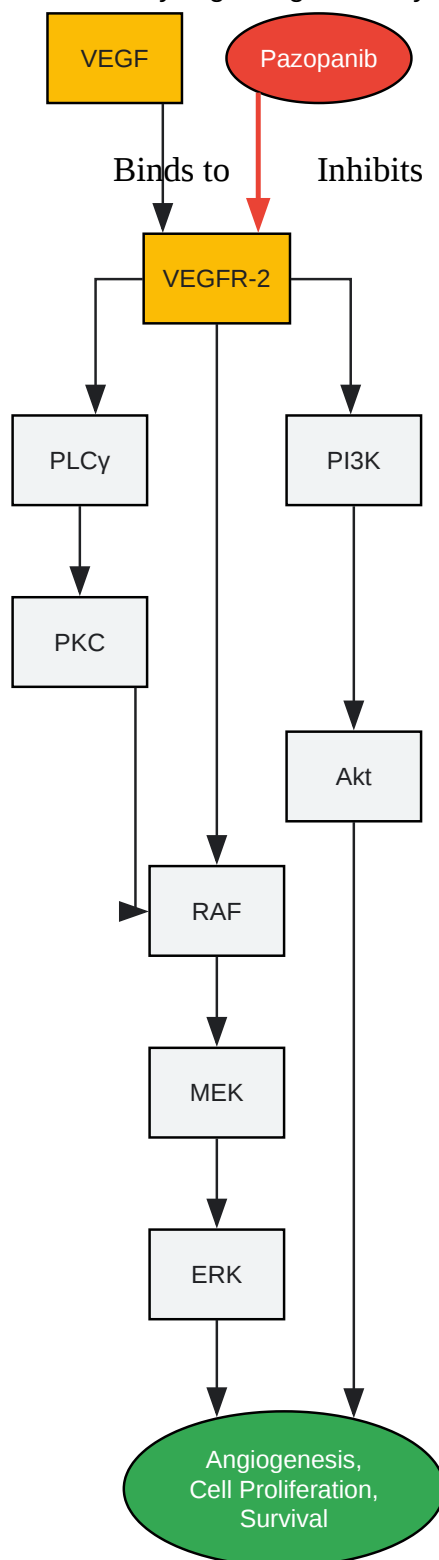 VEGF
Pazopanib
Binds to
Inhibits
VEGFR-2
PLCγ
PI3K
PKC
Akt
RAF
MEK
ERK
Angiogenesis,
Cell Proliferation,
Survival